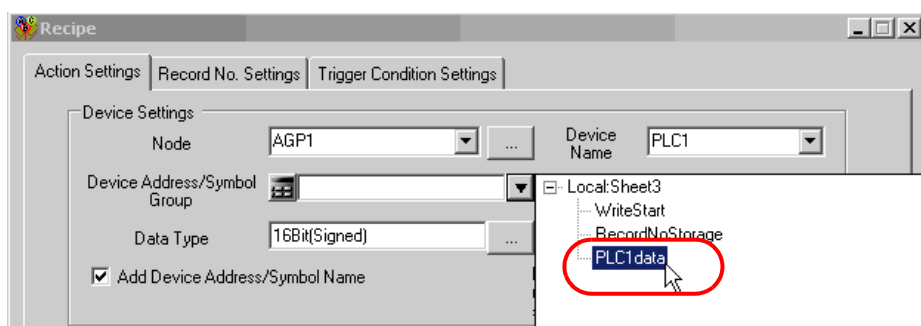 Recipe
Action Settings Record No. Settings Trigger Condition Settings
Device Settings
Node AGP1 ... Device Name PLC1
Device Address/Symbol Group
Local:Sheet3
WriteStart
RecordNoStorage
PLC1data
Data Type 16Bit(Signed) ...
Add Device Address/Symbol Name